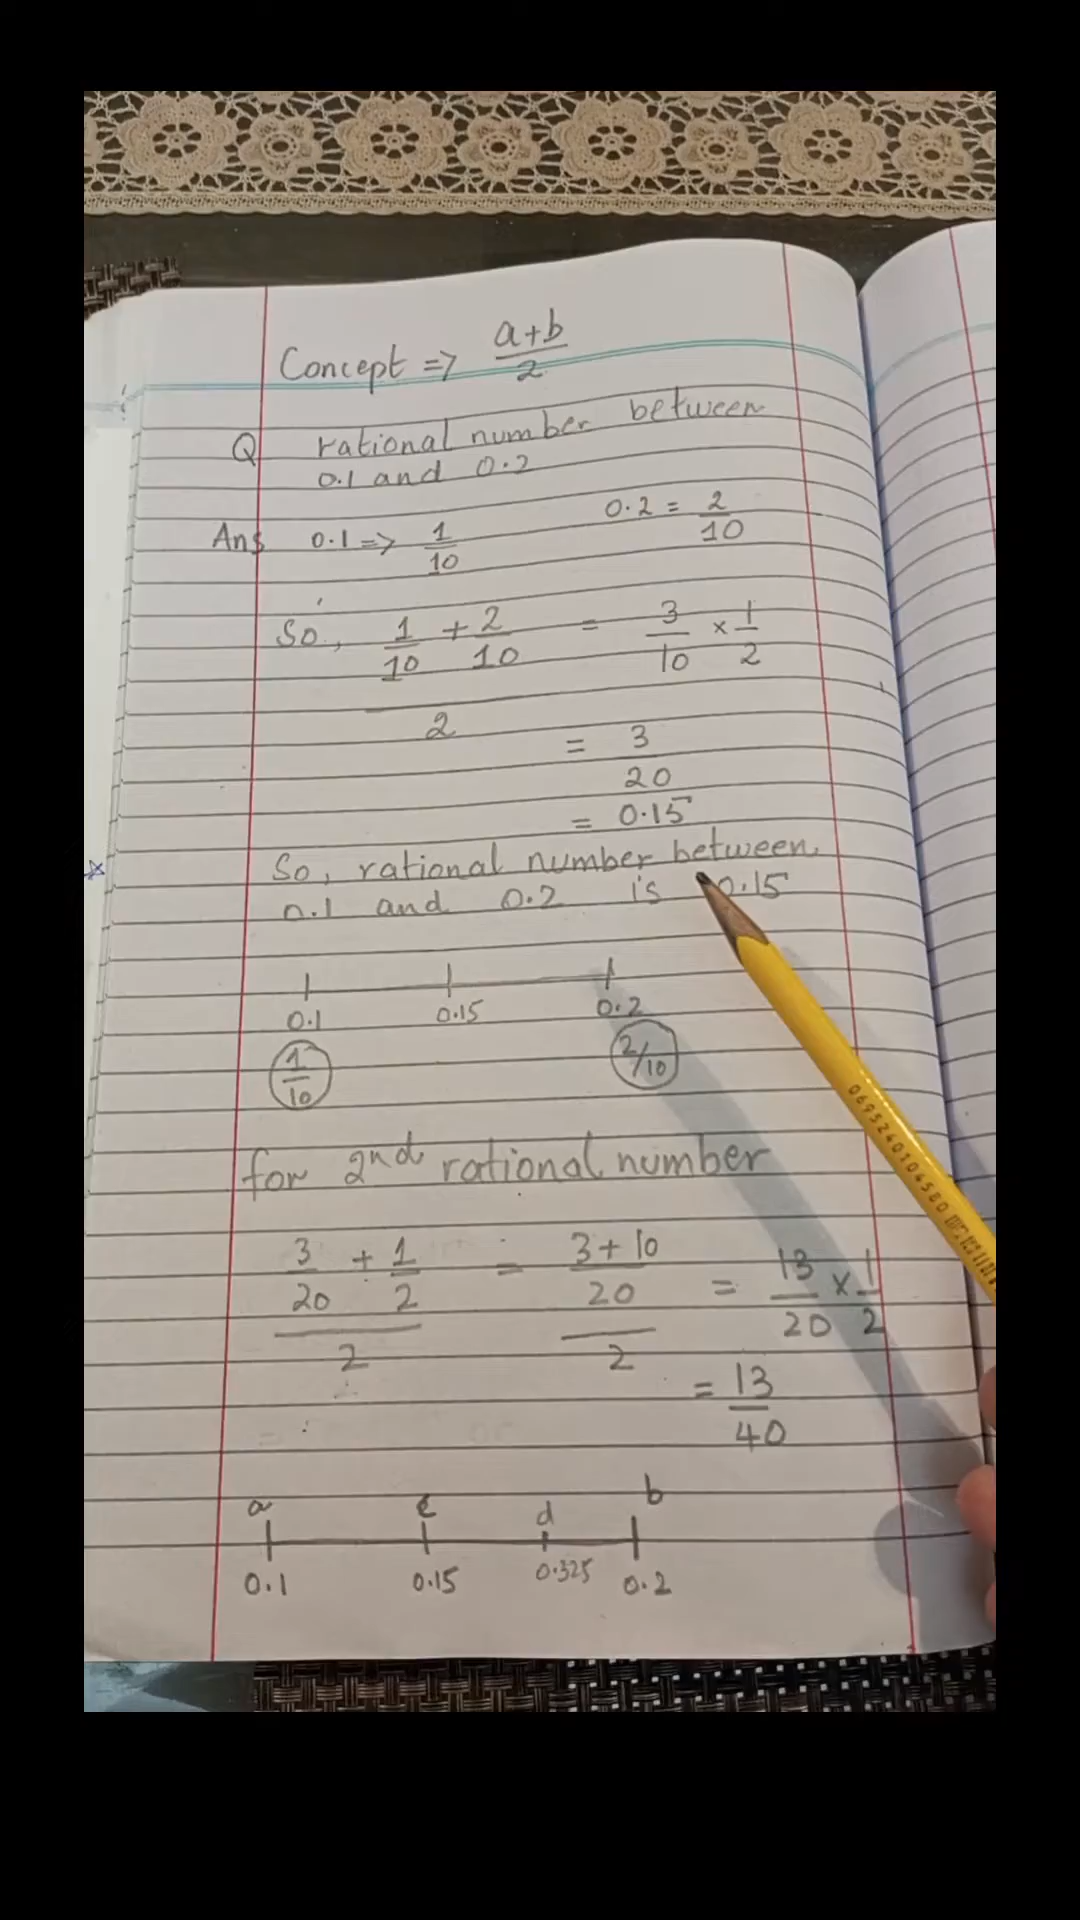 Concept => a+b/2
Q rational number between
0.1 and 0.2
Ans 0.1 => 1/10 0.2 = 2/10
So, 1/10 + 2/10 / 2 = 3/10 × 1/2
= 3/20
= 0.15
So, rational number between
0.1 and 0.2 is 0.15
0.1 0.15 0.2
1/10 2/10
for 2nd rational number
3/20 + 1/2 / 2 = 3+10/20 / 2 = 13/20 × 1/2
= 13/40
a c d b
0.1 0.15 0.325 0.2
0695260104580